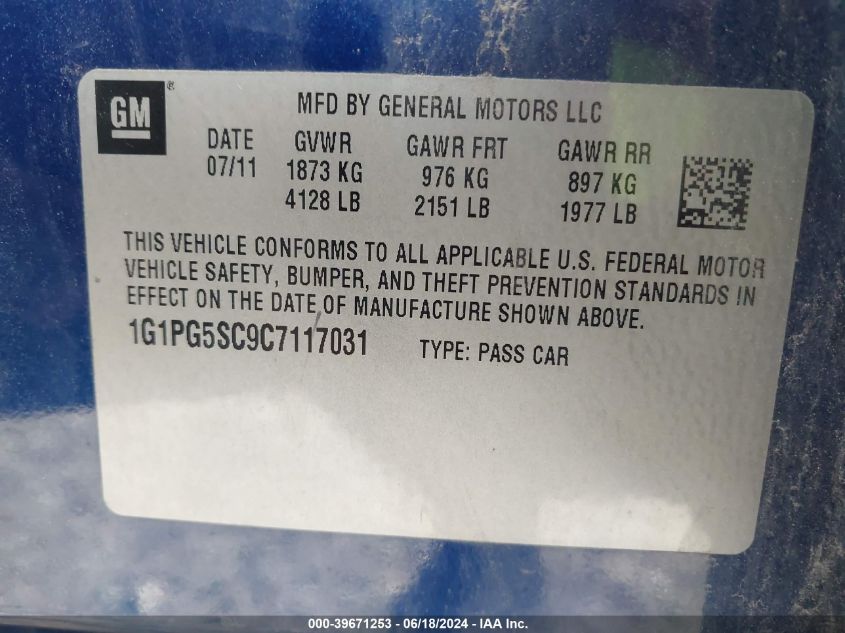 GM ®
MFD BY GENERAL MOTORS LLC
DATE GVWR GAWR FRT GAWR RR
07/11 1873 KG 976 KG 897 KG
4128 LB 2151 LB 1977 LB
THIS VEHICLE CONFORMS TO ALL APPLICABLE U.S. FEDERAL MOTOR
VEHICLE SAFETY, BUMPER, AND THEFT PREVENTION STANDARDS IN
EFFECT ON THE DATE OF MANUFACTURE SHOWN ABOVE.
1G1PG5SC9C7117031 TYPE: PASS CAR
000-39671253 - 06/18/2024 - IAA Inc.